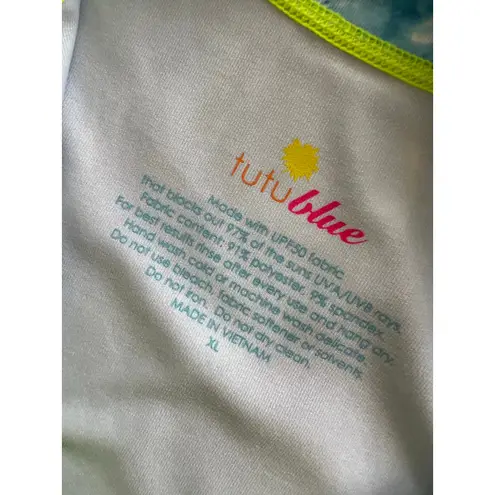 tutublue
Made with UPF50 fabric
that blocks out 97% of the suns UVA/UVB rays.
Fabric content: 91% polyester. 9% spandex.
For best results rinse after every use and hang dry.
Hand wash cold or machine wash delicate.
Do not use bleach, fabric softener or solvents.
Do not iron. Do not dry clean.
MADE IN VIETNAM
XL